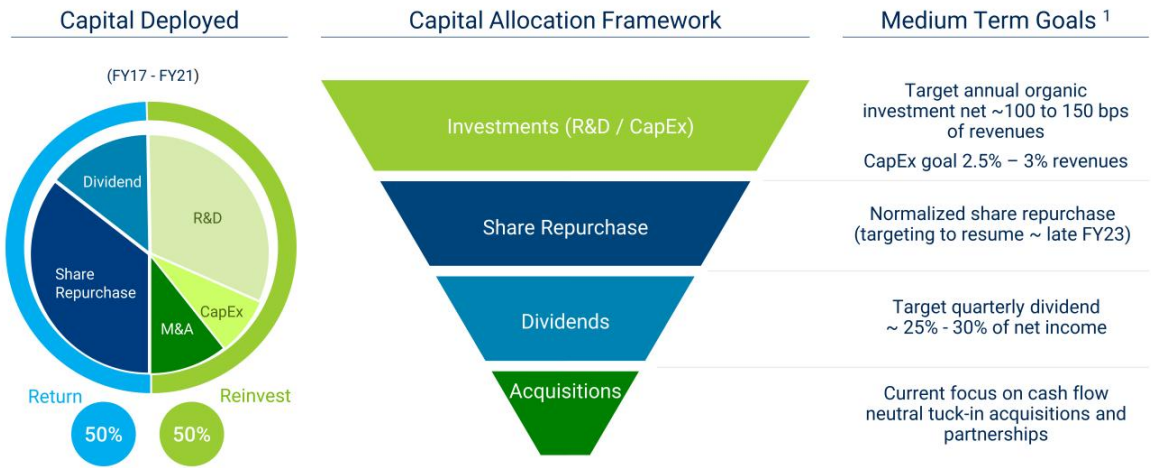 Capital Deployed
(FY17 - FY21)
Dividend
R&D
Share
Repurchase
CapEx
M&A
Return
Reinvest
50%
50%
Capital Allocation Framework
Investments (R&D / CapEx)
Share Repurchase
Dividends
Acquisitions
Medium Term Goals 1
Target annual organic
investment net ~100 to 150 bps
of revenues
CapEx goal 2.5% – 3% revenues
Normalized share repurchase
(targeting to resume ~ late FY23)
Target quarterly dividend
~ 25% - 30% of net income
Current focus on cash flow
neutral tuck-in acquisitions and
partnerships